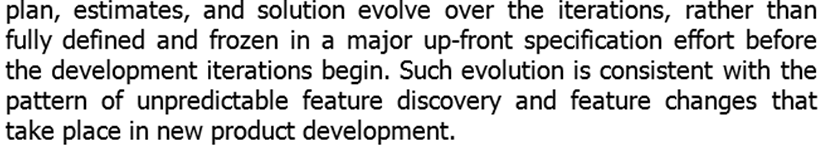 plan, estimates, and solution evolve over the iterations, rather than
fully defined and frozen in a major up-front specification effort before
the development iterations begin. Such evolution is consistent with the
pattern of unpredictable feature discovery and feature changes that
take place in new product development.